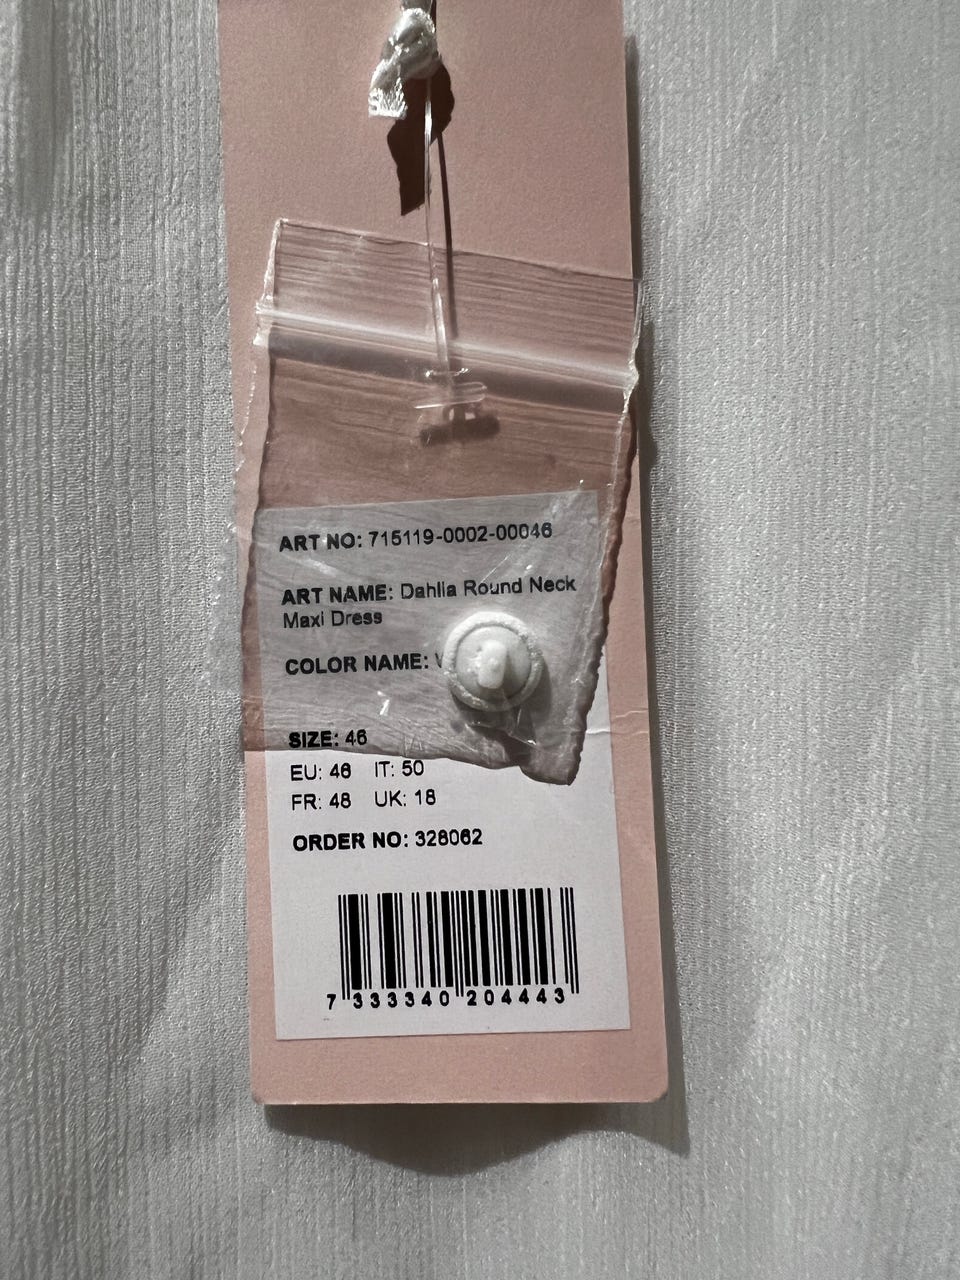 ART NO: 715119-0002-00046
ART NAME: Dahlia Round Neck
Maxi Dress
COLOR NAME:
SIZE: 46
EU: 46 IT: 50
FR: 48 UK: 18
ORDER NO: 328062
7 333340 204443